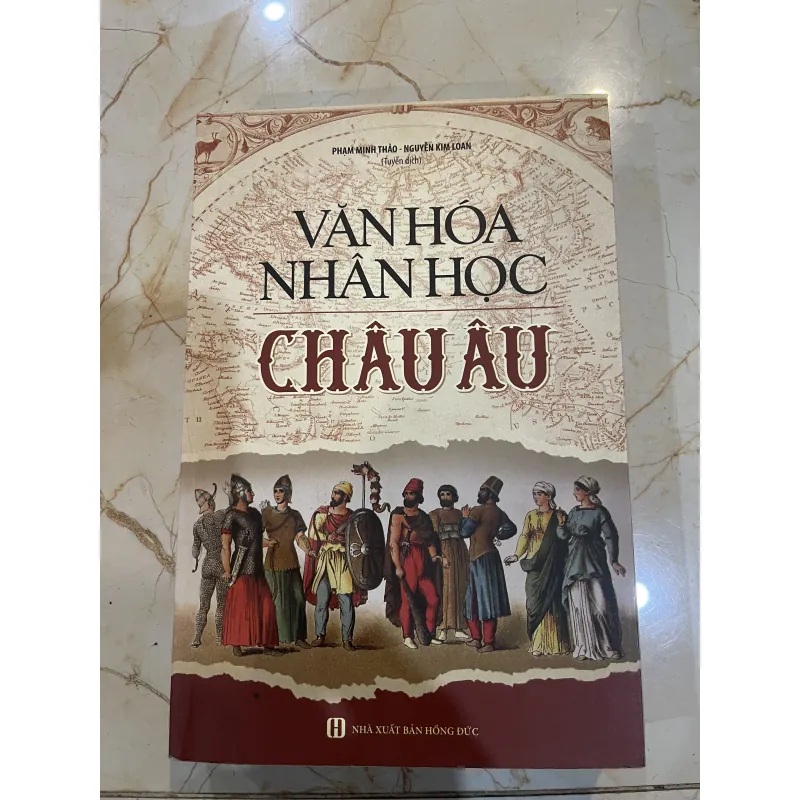 PHẠM MINH THẢO - NGUYỄN KIM LOAN
(Tuyển dịch)
VĂN HÓA
NHÂN HỌC
CHÂU ÂU
NHÀ XUẤT BẢN HỒNG ĐỨC